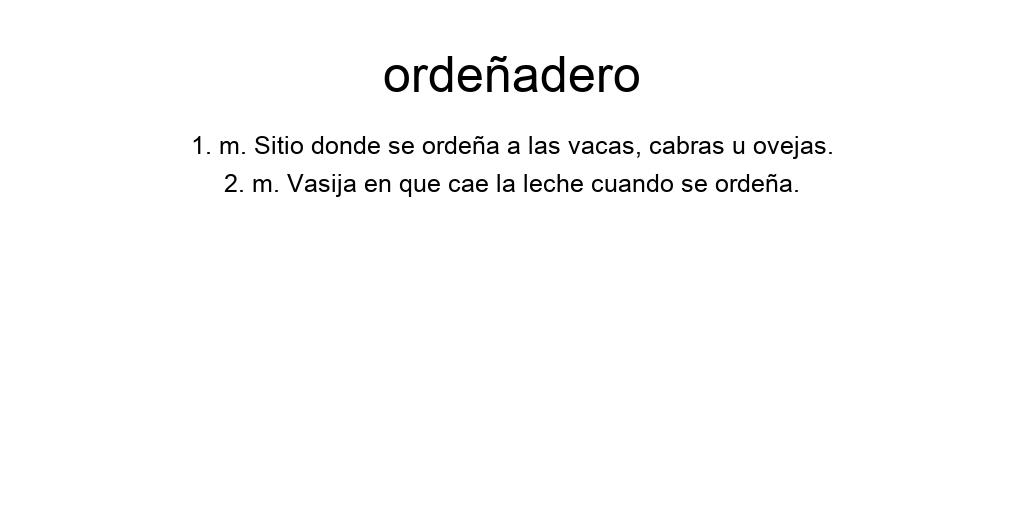 ordeñadero
1. m. Sitio donde se ordeña a las vacas, cabras u ovejas.
2. m. Vasija en que cae la leche cuando se ordeña.